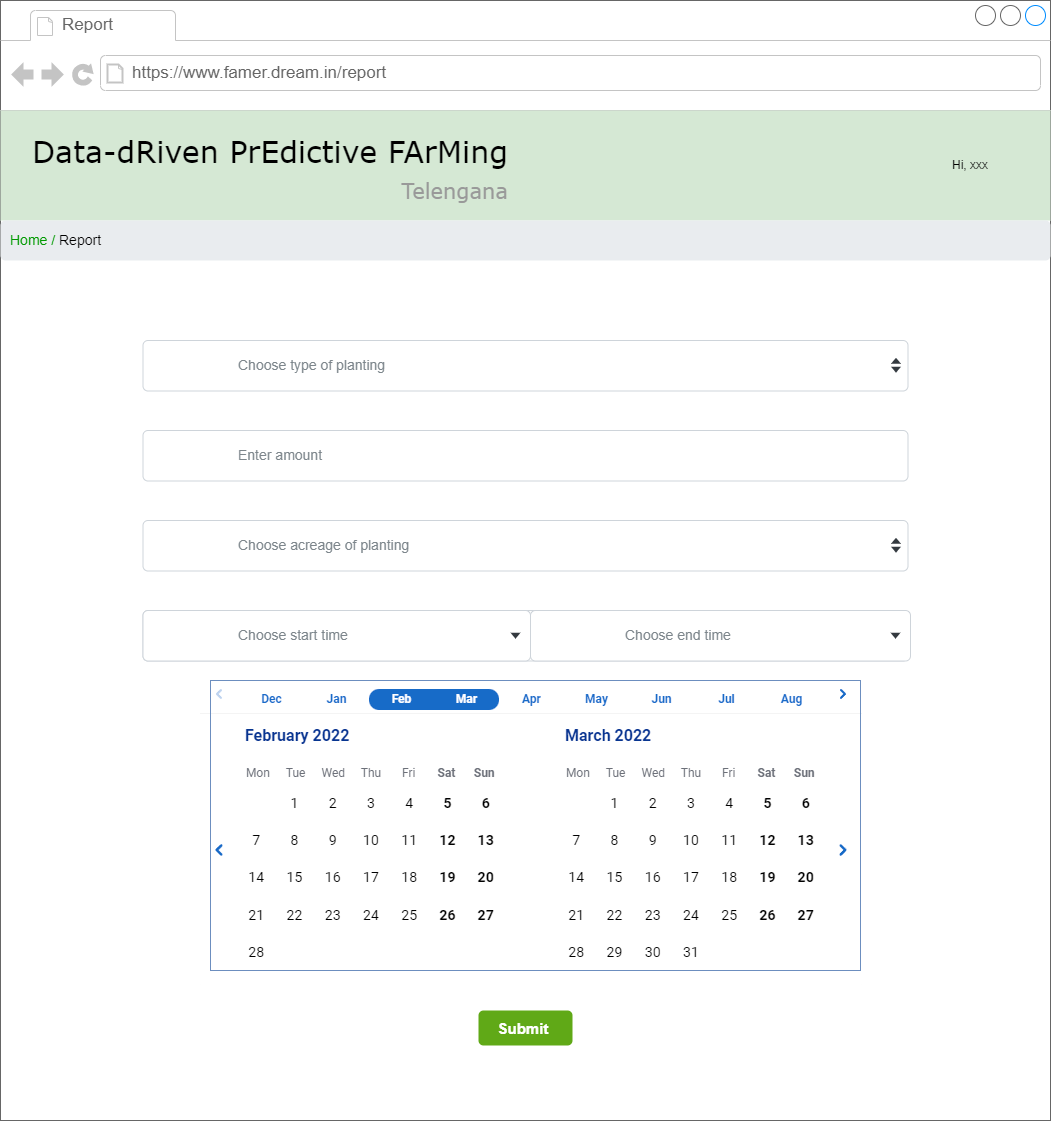 Report
https://www.famer.dream.in/report
Data-dRiven PrEdictive FArMing
Telengana
Hi, xxx
Home / Report
Choose type of planting
Enter amount
Choose acreage of planting
Choose start time Choose end time
Dec Jan Feb Mar Apr May Jun Jul Aug
February 2022 March 2022
Mon Tue Wed Thu Fri Sat Sun Mon Tue Wed Thu Fri Sat Sun
1 2 3 4 5 6 1 2 3 4 5 6
7 8 9 10 11 12 13 7 8 9 10 11 12 13
14 15 16 17 18 19 20 14 15 16 17 18 19 20
21 22 23 24 25 26 27 21 22 23 24 25 26 27
28 28 29 30 31
Submit